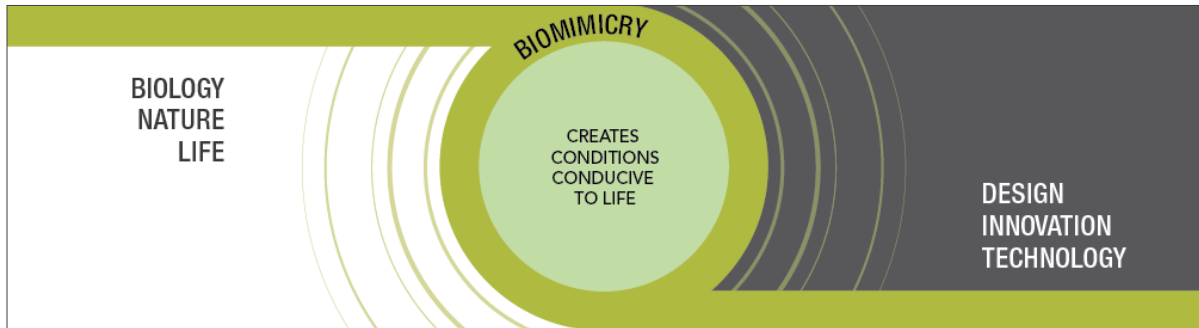 BIOMIMICRY
BIOLOGY
NATURE
LIFE
CREATES
CONDITIONS
CONDUCIVE
TO LIFE
DESIGN
INNOVATION
TECHNOLOGY